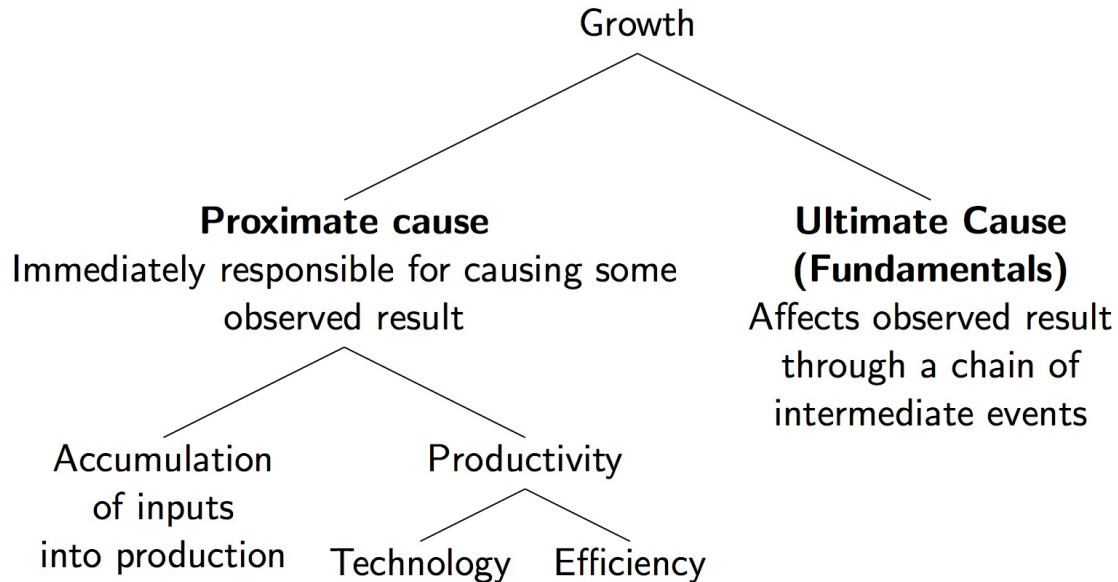 Growth
Proximate cause
Immediately responsible for causing some
observed result
Ultimate Cause
(Fundamentals)
Affects observed result
through a chain of
intermediate events
Accumulation
of inputs
into production
Productivity
Technology
Efficiency